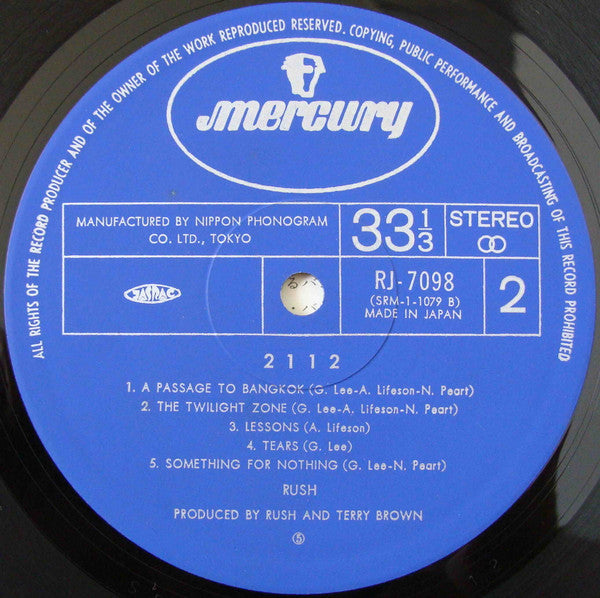 ALL RIGHTS OF THE RECORD PRODUCER AND OF THE OWNER OF THE WORK REPRODUCED RESERVED. COPYING, PUBLIC PERFORMANCE AND BROADCASTING OF THIS RECORD PROHIBITED
mercury
MANUFACTURED BY NIPPON PHONOGRAM
CO. LTD., TOKYO
33 1/3
STEREO
JASRAC
RJ-7098
(SRM-1-1079 B)
MADE IN JAPAN
2
2112
1. A PASSAGE TO BANGKOK (G. Lee-A. Lifeson-N. Peart)
2. THE TWILIGHT ZONE (G. Lee-A. Lifeson-N. Peart)
3. LESSONS (A. Lifeson)
4. TEARS (G. Lee)
5. SOMETHING FOR NOTHING (G. Lee-N. Peart)
RUSH
PRODUCED BY RUSH AND TERRY BROWN
⑤